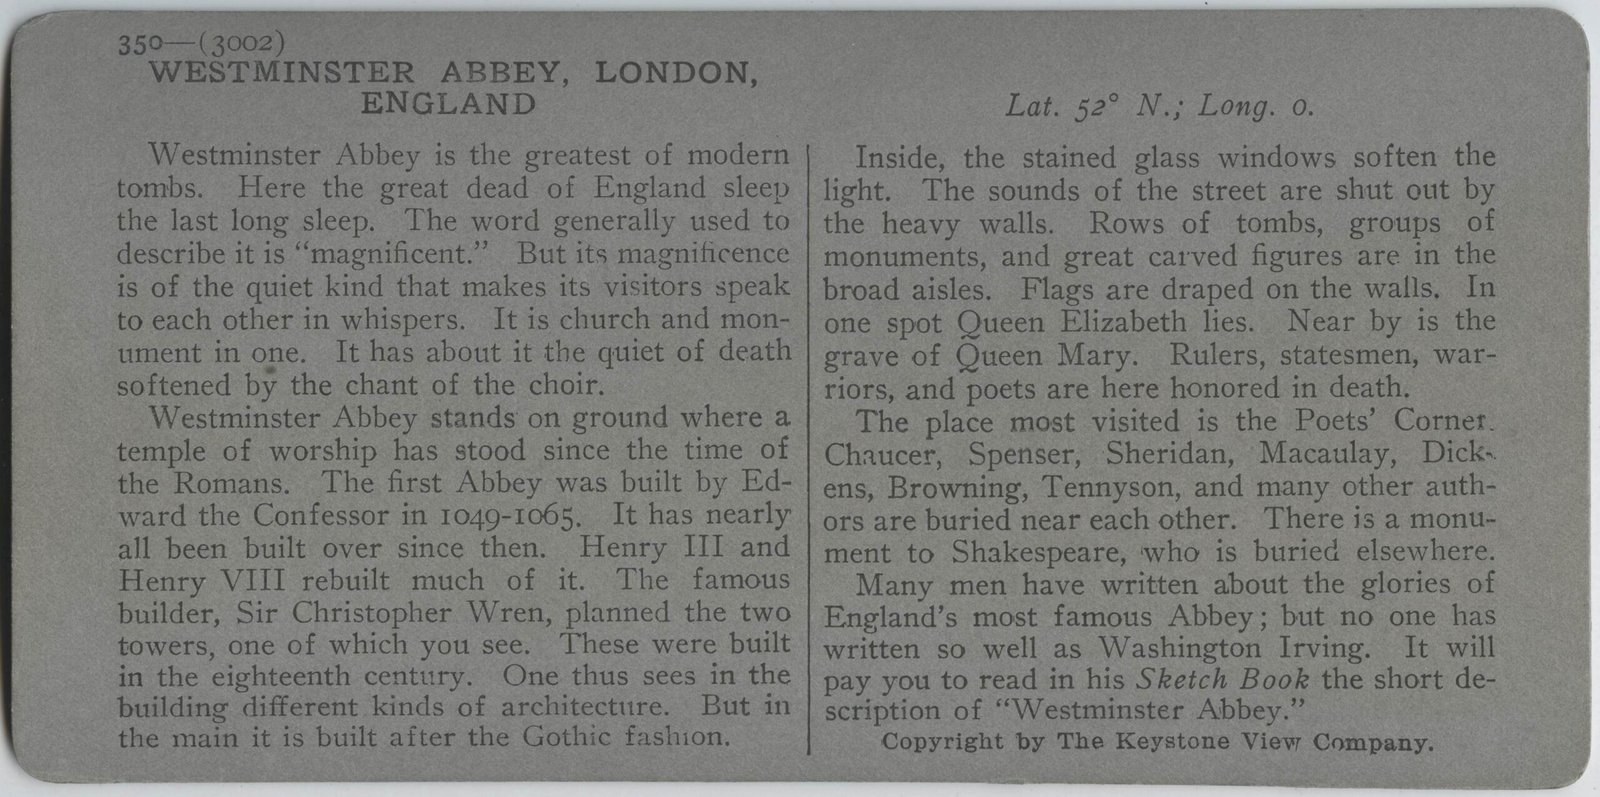 350—(3002)
WESTMINSTER ABBEY, LONDON,
ENGLAND
Westminster Abbey is the greatest of modern
tombs. Here the great dead of England sleep
the last long sleep. The word generally used to
describe it is “magnificent.” But its magnificence
is of the quiet kind that makes its visitors speak
to each other in whispers. It is church and mon-
ument in one. It has about it the quiet of death
softened by the chant of the choir.
Westminster Abbey stands on ground where a
temple of worship has stood since the time of
the Romans. The first Abbey was built by Ed-
ward the Confessor in 1049-1065. It has nearly
all been built over since then. Henry III and
Henry VIII rebuilt much of it. The famous
builder, Sir Christopher Wren, planned the two
towers, one of which you see. These were built
in the eighteenth century. One thus sees in the
building different kinds of architecture. But in
the main it is built after the Gothic fashion.
Lat. 52° N.; Long. 0.
Inside, the stained glass windows soften the
light. The sounds of the street are shut out by
the heavy walls. Rows of tombs, groups of
monuments, and great carved figures are in the
broad aisles. Flags are draped on the walls. In
one spot Queen Elizabeth lies. Near by is the
grave of Queen Mary. Rulers, statesmen, war-
riors, and poets are here honored in death.
The place most visited is the Poets’ Corner.
Chaucer, Spenser, Sheridan, Macaulay, Dick-
ens, Browning, Tennyson, and many other auth-
ors are buried near each other. There is a monu-
ment to Shakespeare, who is buried elsewhere.
Many men have written about the glories of
England’s most famous Abbey; but no one has
written so well as Washington Irving. It will
pay you to read in his Sketch Book the short de-
scription of “Westminster Abbey.”
Copyright by The Keystone View Company.